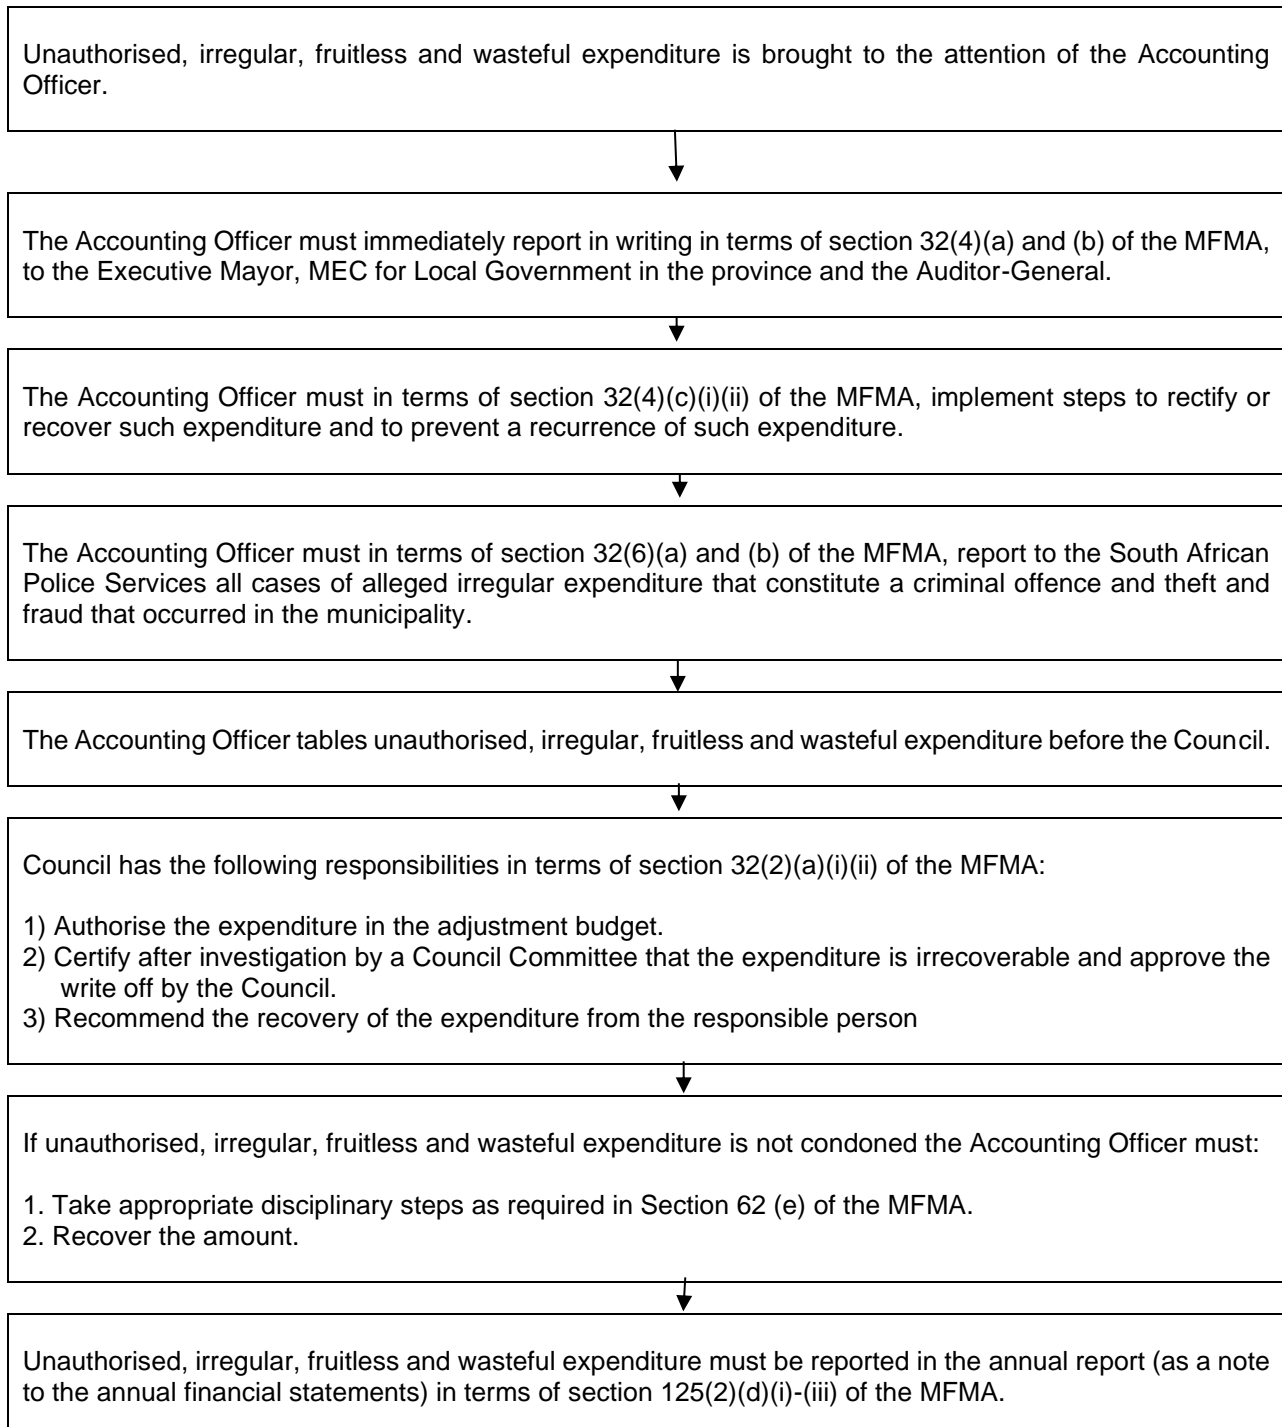 Unauthorised, irregular, fruitless and wasteful expenditure is brought to the attention of the Accounting
Officer.
The Accounting Officer must immediately report in writing in terms of section 32(4)(a) and (b) of the MFMA,
to the Executive Mayor, MEC for Local Government in the province and the Auditor-General.
The Accounting Officer must in terms of section 32(4)(c)(i)(ii) of the MFMA, implement steps to rectify or
recover such expenditure and to prevent a recurrence of such expenditure.
The Accounting Officer must in terms of section 32(6)(a) and (b) of the MFMA, report to the South African
Police Services all cases of alleged irregular expenditure that constitute a criminal offence and theft and
fraud that occurred in the municipality.
The Accounting Officer tables unauthorised, irregular, fruitless and wasteful expenditure before the Council.
Council has the following responsibilities in terms of section 32(2)(a)(i)(ii) of the MFMA:
1) Authorise the expenditure in the adjustment budget.
2) Certify after investigation by a Council Committee that the expenditure is irrecoverable and approve the
write off by the Council.
3) Recommend the recovery of the expenditure from the responsible person
If unauthorised, irregular, fruitless and wasteful expenditure is not condoned the Accounting Officer must:
1. Take appropriate disciplinary steps as required in Section 62 (e) of the MFMA.
2. Recover the amount.
Unauthorised, irregular, fruitless and wasteful expenditure must be reported in the annual report (as a note
to the annual financial statements) in terms of section 125(2)(d)(i)-(iii) of the MFMA.